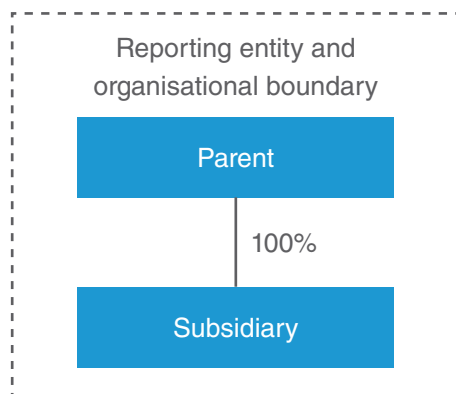 Reporting entity and
organisational boundary
Parent
100%
Subsidiary